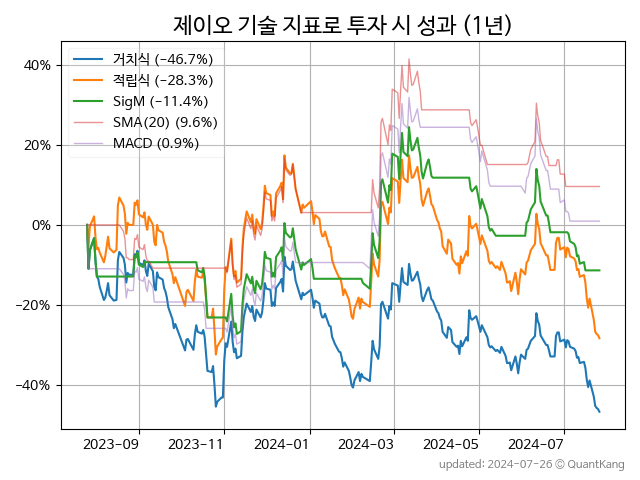 제이오 기술 지표로 투자 시 성과 (1년)
거치식 (−46.7%)
적립식 (−28.3%)
SigM (−11.4%)
SMA(20) (9.6%)
MACD (0.9%)
40%
20%
0%
−20%
−40%
2023−09 2023−11 2024−01 2024−03 2024−05 2024−07
updated: 2024−07−26 © QuantKang